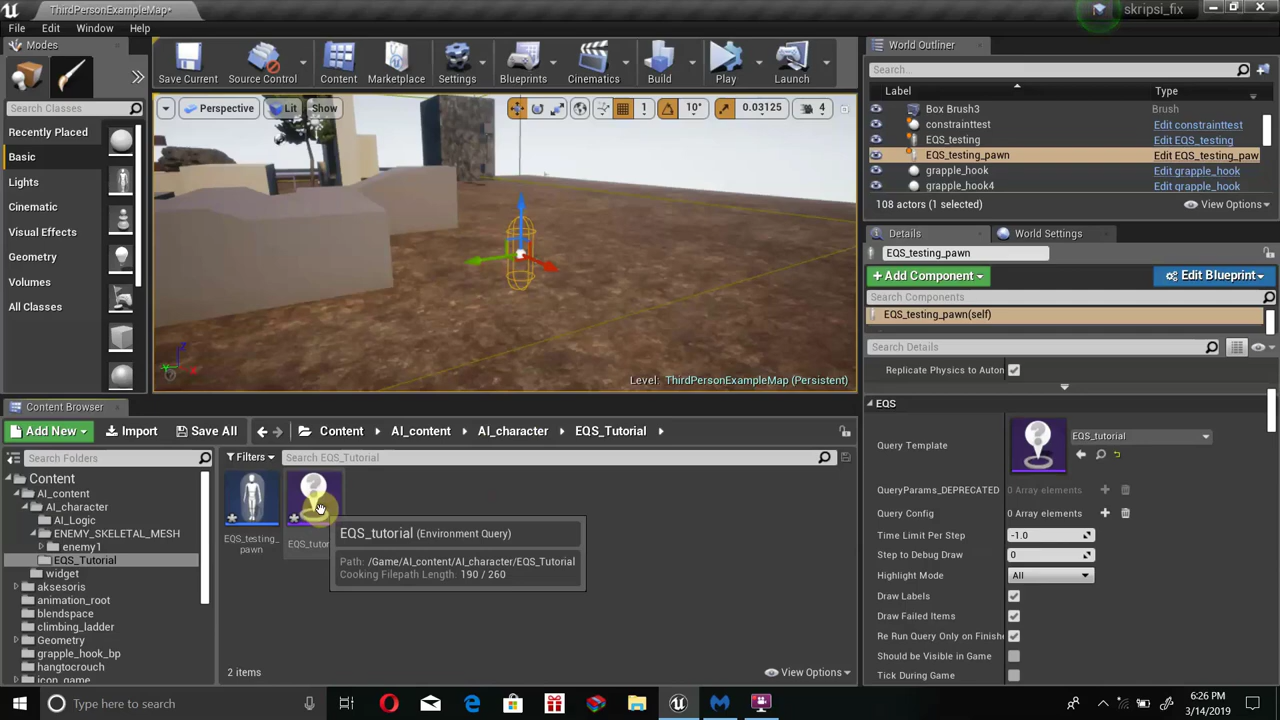 ThirdPersonExampleMap*
skripsi_fix
File Edit Window Help
Modes
Search Classes
Recently Placed
Basic
Lights
Cinematic
Visual Effects
Geometry
Volumes
All Classes
Save Current
Source Control
Content
Marketplace
Settings
Blueprints
Cinematics
Build
Play
Launch
Perspective
Lit
Show
1
10°
0.03125
4
Level: ThirdPersonExampleMap (Persistent)
World Outliner
Search...
Label
Type
Box Brush3 Brush
constrainttest Edit constrainttest
EQS_testing Edit EQS_testing
EQS_testing_pawn Edit EQS_testing_paw
grapple_hook Edit grapple_hook
grapple_hook4 Edit grapple_hook
108 actors (1 selected)
View Options
Details
World Settings
EQS_testing_pawn
Add Component
Edit Blueprint
Search Components
EQS_testing_pawn(self)
Search Details
Replicate Physics to Auton
EQS
Query Template
EQS_tutorial
QueryParams_DEPRECATED 0 Array elements
Query Config 0 Array elements
Time Limit Per Step -1.0
Step to Debug Draw 0
Highlight Mode All
Draw Labels
Draw Failed Items
Re Run Query Only on Finishe
Should be Visible in Game
Tick During Game
Content Browser
Add New
Import
Save All
Content
AI_content
AI_character
EQS_Tutorial
Search Folders
Filters
Search EQS_Tutorial
Content
AI_content
AI_character
AI_Logic
ENEMY_SKELETAL_MESH
enemy1
EQS_Tutorial
widget
aksesoris
animation_root
blendspace
climbing_ladder
Geometry
grapple_hook_bp
hangtocrouch
icon_game
EQS_testing_
pawn
EQS_tutor
EQS_tutorial (Environment Query)
Path: /Game/AI_content/AI_character/EQS_Tutorial
Cooking Filepath Length: 190 / 260
2 items
View Options
Type here to search
6:26 PM
3/14/2019